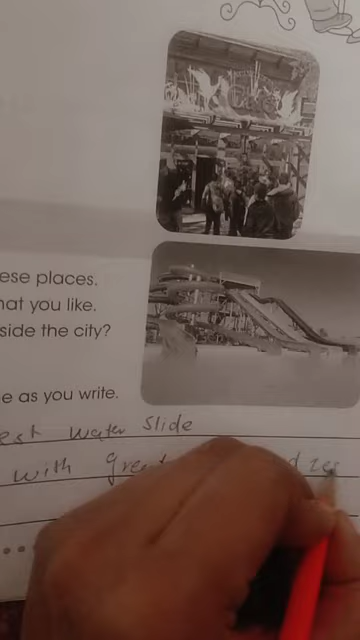 ese places.
hat you like.
side the city?
e as you write.
est water slide
with